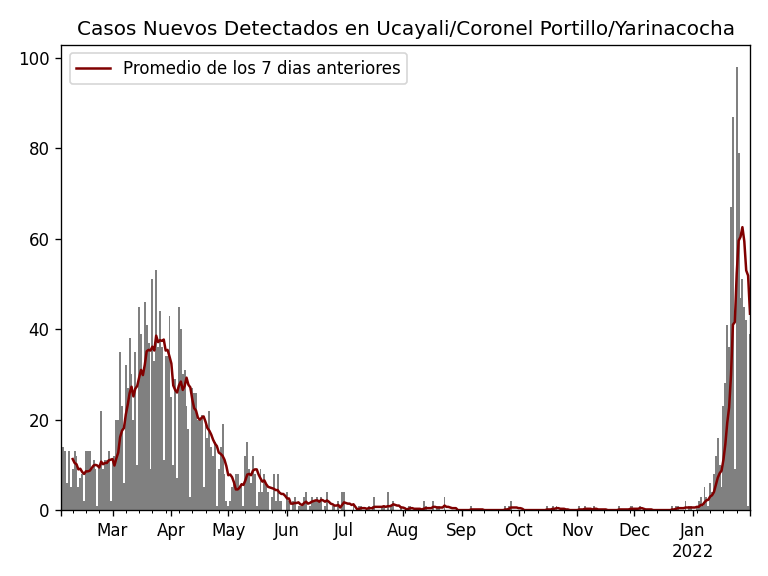 Casos Nuevos Detectados en Ucayali/Coronel Portillo/Yarinacocha
Promedio de los 7 dias anteriores
100
80
60
40
20
0
Mar Apr May Jun Jul Aug Sep Oct Nov Dec Jan
2022